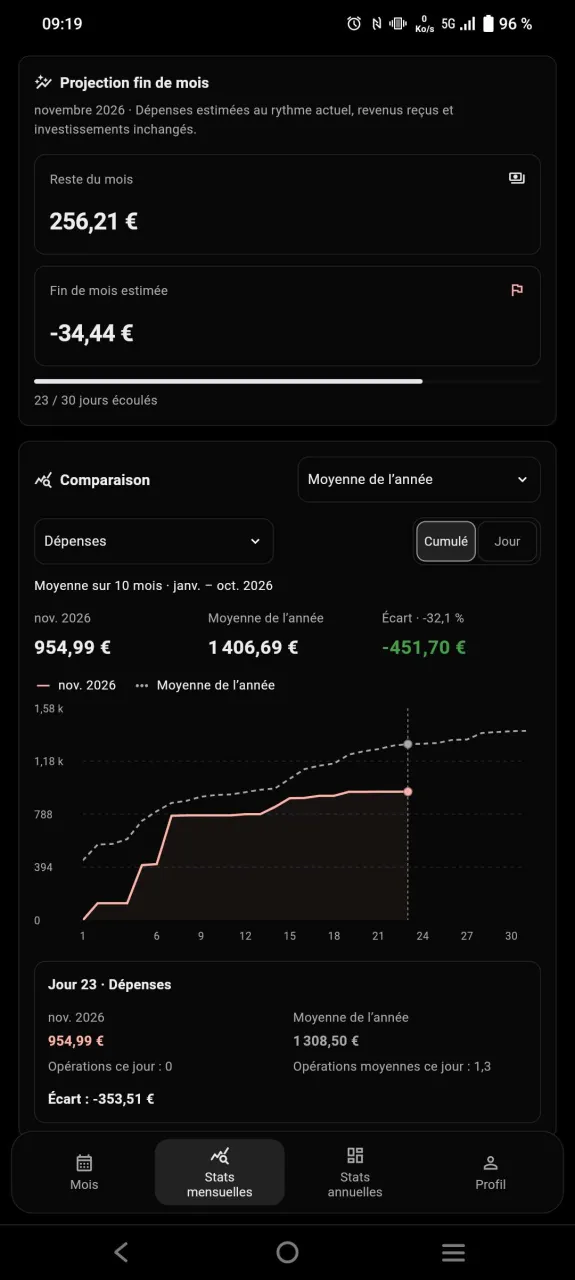 09:19
0 Ko/s 5G 96 %
Projection fin de mois
novembre 2026 · Dépenses estimées au rythme actuel, revenus reçus et
investissements inchangés.
Reste du mois
256,21 €
Fin de mois estimée
-34,44 €
23 / 30 jours écoulés
Comparaison
Moyenne de l’année
Dépenses
Cumulé
Jour
Moyenne sur 10 mois · janv. – oct. 2026
nov. 2026 Moyenne de l’année Écart · -32,1 %
954,99 € 1 406,69 € -451,70 €
nov. 2026 Moyenne de l’année
1,58 k
1,18 k
788
394
0
1 6 9 12 15 18 21 24 27 30
Jour 23 · Dépenses
nov. 2026 Moyenne de l’année
954,99 € 1 308,50 €
Opérations ce jour : 0 Opérations moyennes ce jour : 1,3
Écart : -353,51 €
Mois
Stats
mensuelles
Stats
annuelles
Profil